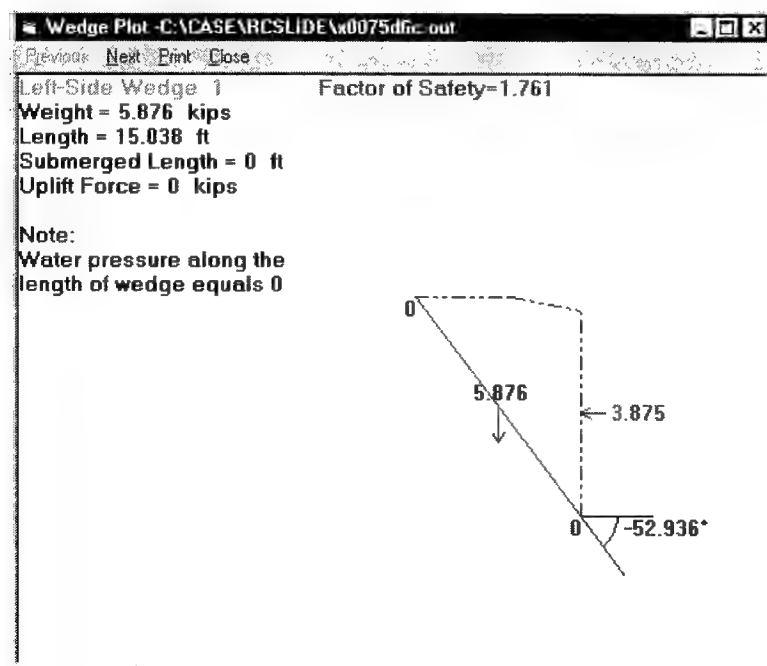 Wedge Plot -C:\CASE\RCSLIDE\x0075dfic.out
Previous Next Print Close
Left-Side Wedge 1 Factor of Safety=1.761
Weight = 5.876 kips
Length = 15.038 ft
Submerged Length = 0 ft
Uplift Force = 0 kips
Note:
Water pressure along the
length of wedge equals 0
0
5.876
3.875
0
-52.936°